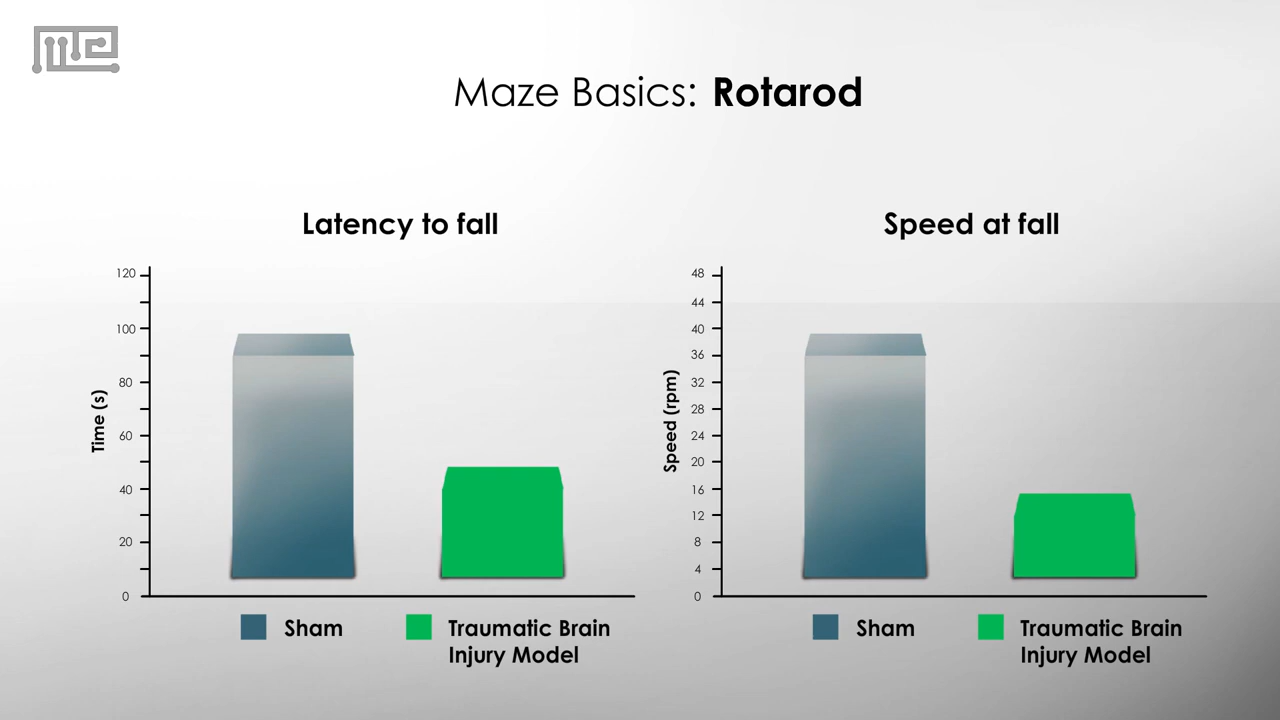 Maze Basics: Rotarod
Latency to fall
Time (s)
120
100
80
60
40
20
0
Sham
Traumatic Brain
Injury Model
Speed at fall
Speed (rpm)
48
44
40
36
32
28
24
20
16
12
8
4
0
Sham
Traumatic Brain
Injury Model